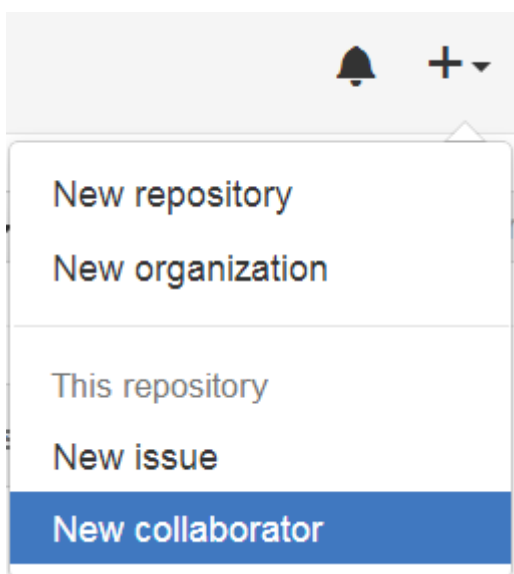 New repository
New organization
This repository
New issue
New collaborator